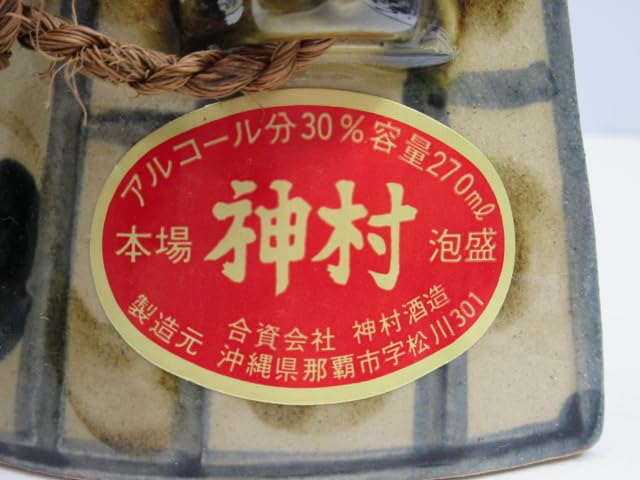 アルコール分30%容量270ml
本場 神村 泡盛
製造元 合資会社 神村酒造
沖縄県那覇市字松川301